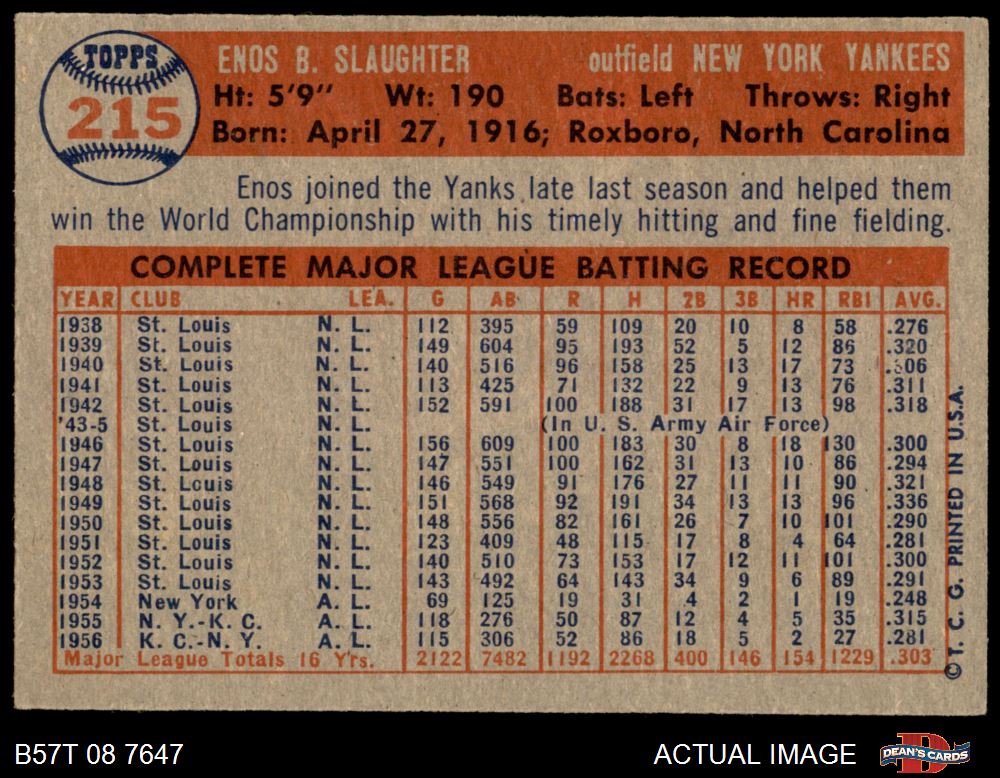 TOPPS
215
ENOS B. SLAUGHTER outfield NEW YORK YANKEES
Ht: 5'9" Wt: 190 Bats: Left Throws: Right
Born: April 27, 1916; Roxboro, North Carolina
Enos joined the Yanks late last season and helped them
win the World Championship with his timely hitting and fine fielding.
COMPLETE MAJOR LEAGUE BATTING RECORD
YEAR CLUB LEA. G AB R H 2B 3B HR RBI AVG.
1938 St. Louis N. L. 112 395 59 109 20 10 8 58 .276
1939 St. Louis N. L. 149 604 95 193 52 5 12 86 .320
1940 St. Louis N. L. 140 516 96 158 25 13 17 73 .306
1941 St. Louis N. L. 113 425 71 132 22 9 13 76 .311
1942 St. Louis N. L. 152 591 100 188 31 17 13 98 .318
'43-5 St. Louis (In U. S. Army Air Force)
1946 St. Louis N. L. 156 609 100 183 30 8 18 130 .300
1947 St. Louis N. L. 147 551 100 162 31 13 10 86 .294
1948 St. Louis N. L. 146 549 91 176 27 11 11 90 .321
1949 St. Louis N. L. 151 568 92 191 34 13 13 96 .336
1950 St. Louis N. L. 148 556 82 161 26 7 10 101 .290
1951 St. Louis N. L. 123 409 48 115 17 8 4 64 .281
1952 St. Louis N. L. 140 510 73 153 17 12 11 101 .300
1953 St. Louis N. L. 143 492 64 143 34 9 6 89 .291
1954 New York A. L. 69 125 19 31 4 2 1 19 .248
1955 N. Y.-K. C. A. L. 118 276 50 87 12 4 5 35 .315
1956 K. C.-N. Y. A. L. 115 306 52 86 18 5 2 27 .281
Major League Totals 16 Yrs. 2122 7482 1192 2268 400 146 154 1229 .303
© T. C. G. PRINTED IN U.S.A.
B57T 08 7647 ACTUAL IMAGE DEAN'S CARDS